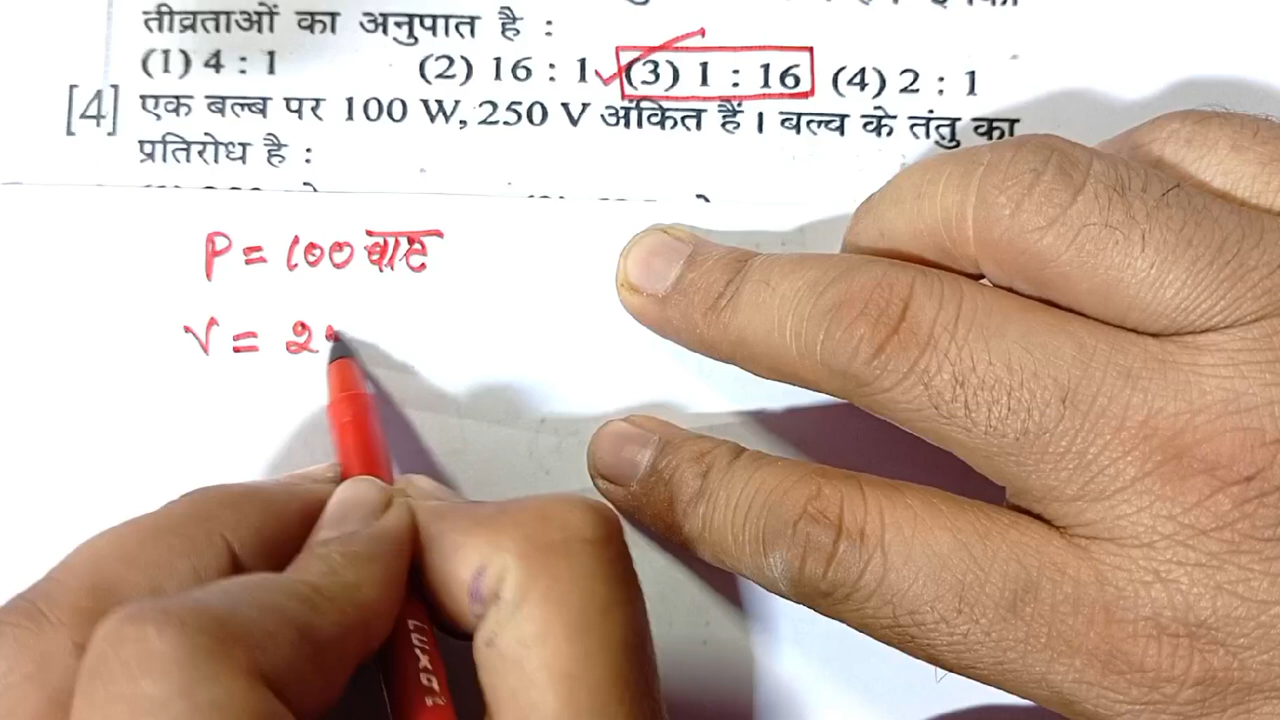 तीव्रताओं का अनुपात है :
(1) 4 : 1 (2) 16 : 1 (3) 1 : 16 (4) 2 : 1
[4] एक बल्ब पर 100 W, 250 V अंकित हैं। बल्व के तंतु का
प्रतिरोध है :
P = 100 वाट
V = 2
LUXOR